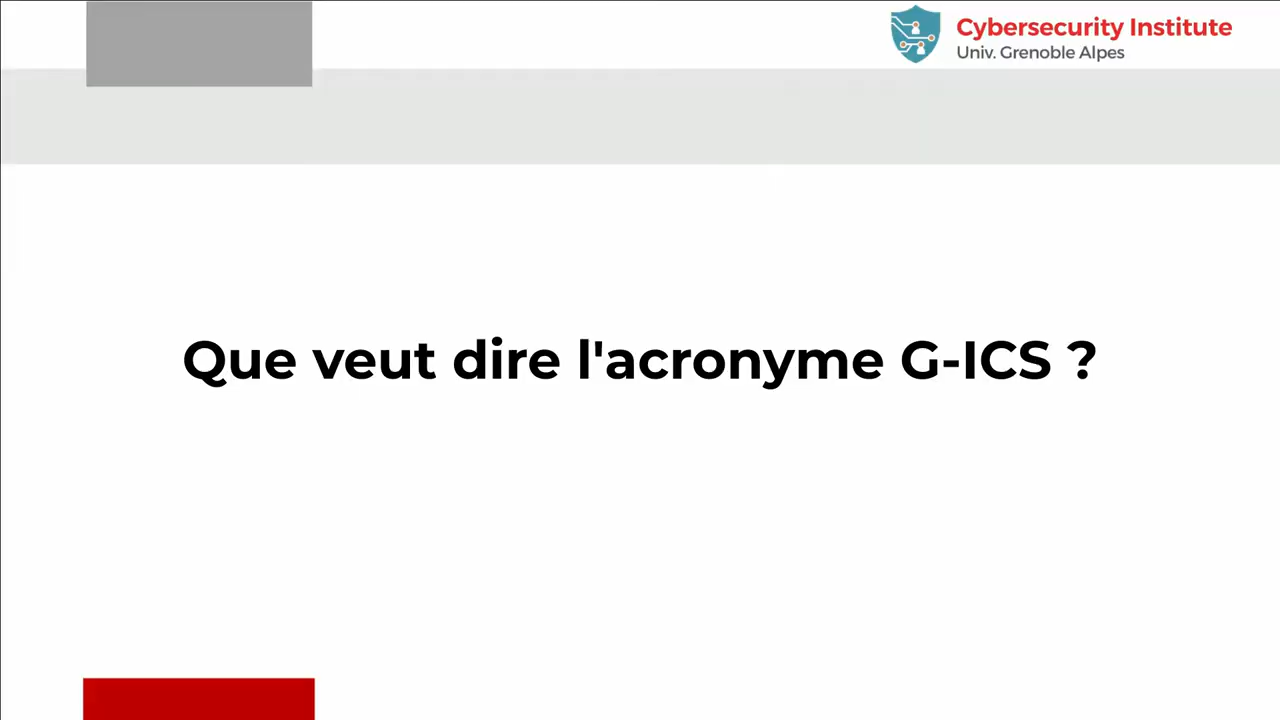 Cybersecurity Institute
Univ. Grenoble Alpes
Que veut dire l'acronyme G-ICS ?